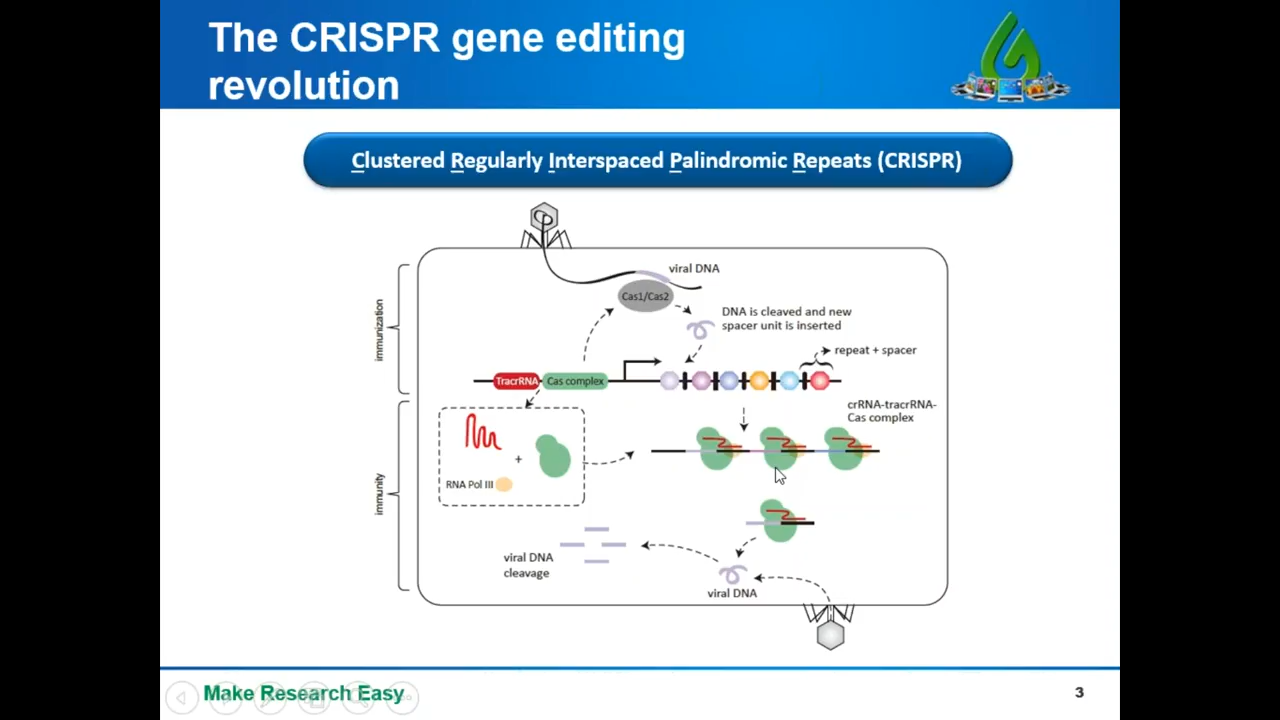 The CRISPR gene editing
revolution
Clustered Regularly Interspaced Palindromic Repeats (CRISPR)
viral DNA
Cas1/Cas2
DNA is cleaved and new
spacer unit is inserted
immunization
repeat + spacer
TracrRNA
Cas complex
crRNA-tracrRNA-
Cas complex
+
RNA Pol III
immunity
viral DNA
cleavage
viral DNA
Make Research Easy
3